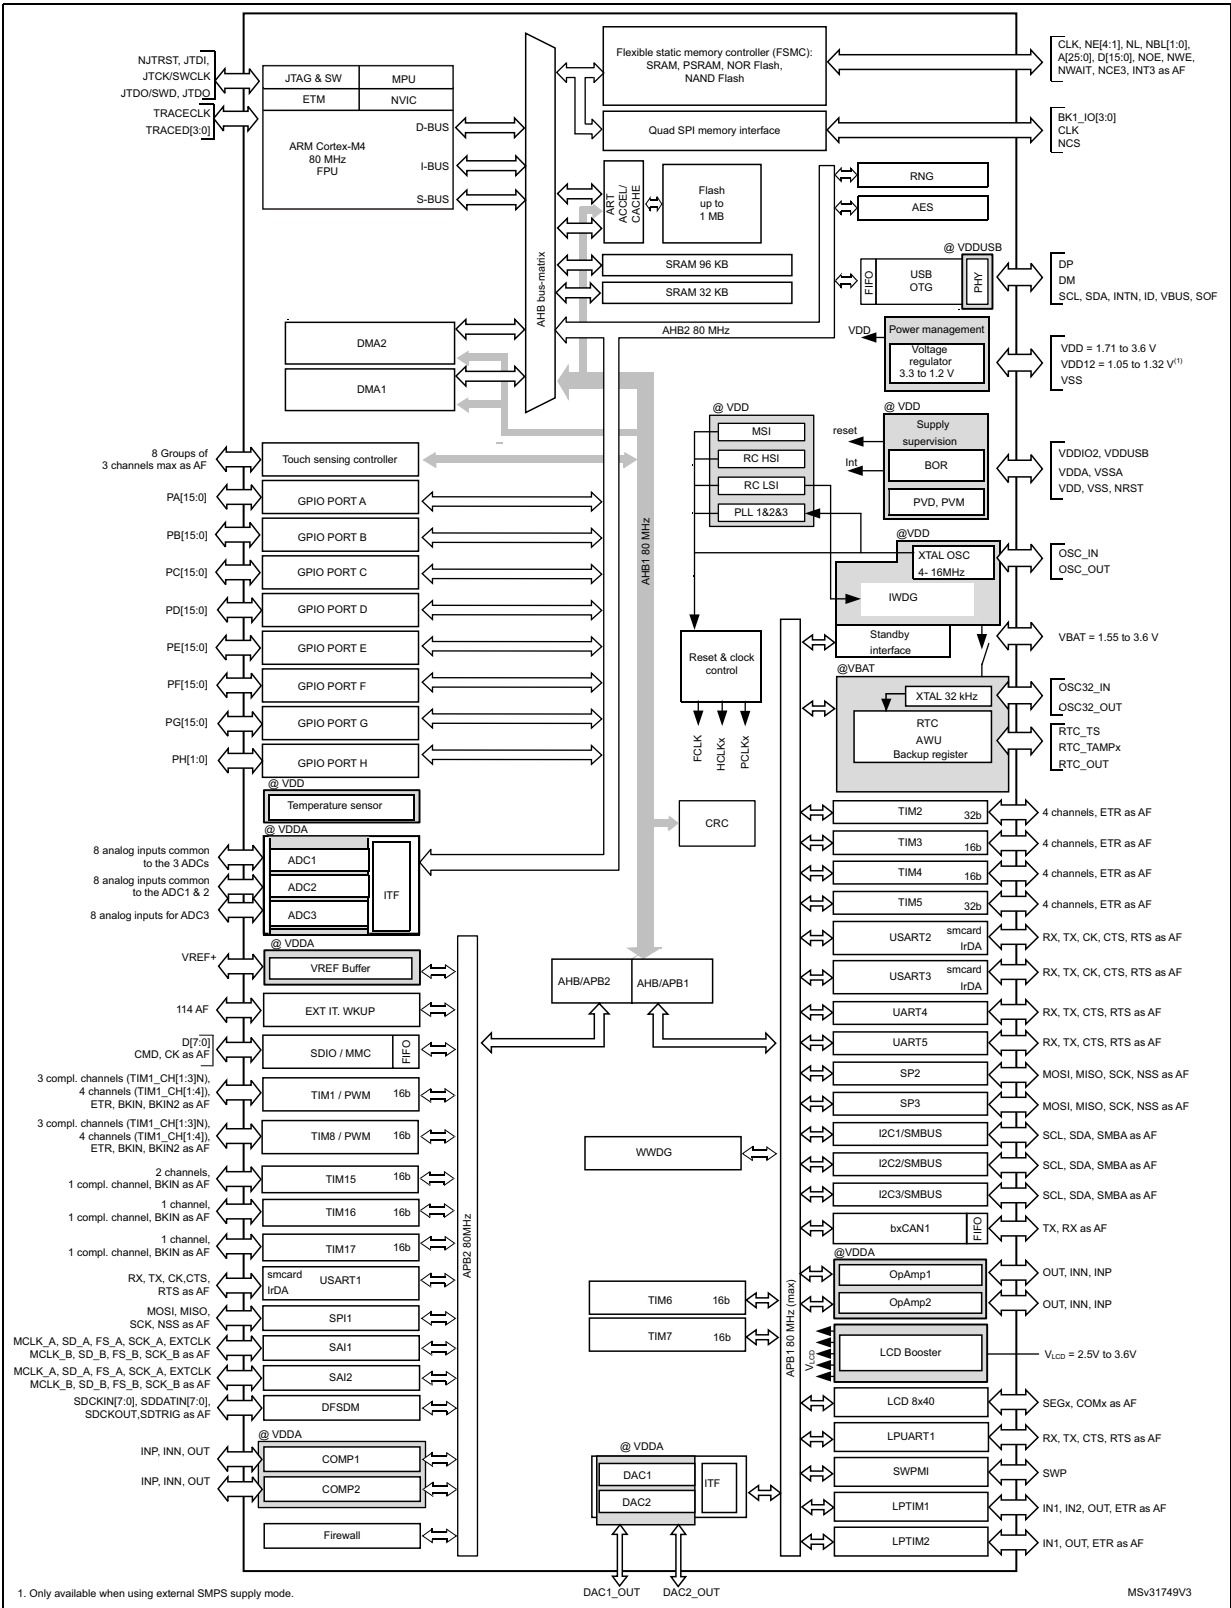 NJTRST, JTDI,
JTCK/SWCLK
JTDO/SWD, JTDO
TRACECLK
TRACED[3:0]
JTAG & SW
MPU
ETM
NVIC
ARM Cortex-M4
80 MHz
FPU
D-BUS
I-BUS
S-BUS
AHB bus-matrix
Flexible static memory controller (FSMC):
SRAM, PSRAM, NOR Flash,
NAND Flash
CLK, NE[4:1], NL, NBL[1:0],
A[25:0], D[15:0], NOE, NWE,
NWAIT, NCE3, INT3 as AF
Quad SPI memory interface
BK1_IO[3:0]
CLK
NCS
ART
ACCEL/
CACHE
Flash
up to
1 MB
RNG
AES
SRAM 96 KB
SRAM 32 KB
@ VDDUSB
FIFO
USB
OTG
PHY
DP
DM
SCL, SDA, INTN, ID, VBUS, SOF
AHB2 80 MHz
DMA2
DMA1
VDD
Power management
Voltage
regulator
3.3 to 1.2 V
VDD = 1.71 to 3.6 V
VDD12 = 1.05 to 1.32 V(1)
VSS
@ VDD
MSI
RC HSI
RC LSI
PLL 1&2&3
@ VDD
reset
Int
Supply
supervision
BOR
PVD, PVM
VDDIO2, VDDUSB
VDDA, VSSA
VDD, VSS, NRST
8 Groups of
3 channels max as AF
Touch sensing controller
PA[15:0]
GPIO PORT A
PB[15:0]
GPIO PORT B
PC[15:0]
GPIO PORT C
PD[15:0]
GPIO PORT D
PE[15:0]
GPIO PORT E
PF[15:0]
GPIO PORT F
PG[15:0]
GPIO PORT G
PH[1:0]
GPIO PORT H
AHB1 80 MHz
@VDD
XTAL OSC
4- 16MHz
IWDG
OSC_IN
OSC_OUT
Standby
interface
VBAT = 1.55 to 3.6 V
@VBAT
XTAL 32 kHz
RTC
AWU
Backup register
OSC32_IN
OSC32_OUT
RTC_TS
RTC_TAMPx
RTC_OUT
Reset & clock
control
FCLK
HCLKx
PCLKx
@ VDD
Temperature sensor
@ VDDA
8 analog inputs common
to the 3 ADCs
8 analog inputs common
to the ADC1 & 2
8 analog inputs for ADC3
ADC1
ADC2
ADC3
ITF
CRC
@ VDDA
VREF+
VREF Buffer
AHB/APB2
AHB/APB1
114 AF
EXT IT. WKUP
D[7:0]
CMD, CK as AF
SDIO / MMC
FIFO
3 compl. channels (TIM1_CH[1:3]N),
4 channels (TIM1_CH[1:4]),
ETR, BKIN, BKIN2 as AF
TIM1 / PWM
16b
3 compl. channels (TIM1_CH[1:3]N),
4 channels (TIM1_CH[1:4]),
ETR, BKIN, BKIN2 as AF
TIM8 / PWM
16b
2 channels,
1 compl. channel, BKIN as AF
TIM15
16b
1 channel,
1 compl. channel, BKIN as AF
TIM16
16b
1 channel,
1 compl. channel, BKIN as AF
TIM17
16b
RX, TX, CK,CTS,
RTS as AF
smcard
IrDA
USART1
MOSI, MISO,
SCK, NSS as AF
SPI1
MCLK_A, SD_A, FS_A, SCK_A, EXTCLK
MCLK_B, SD_B, FS_B, SCK_B as AF
SAI1
MCLK_A, SD_A, FS_A, SCK_A, EXTCLK
MCLK_B, SD_B, FS_B, SCK_B as AF
SAI2
SDCKIN[7:0], SDDATIN[7:0],
SDCKOUT,SDTRIG as AF
DFSDM
@ VDDA
INP, INN, OUT
COMP1
INP, INN, OUT
COMP2
Firewall
APB2 80MHz
WWDG
TIM6
16b
TIM7
16b
@ VDDA
DAC1
DAC2
ITF
DAC1_OUT
DAC2_OUT
APB1 80 MHz (max)
TIM2
32b
4 channels, ETR as AF
TIM3
16b
4 channels, ETR as AF
TIM4
16b
4 channels, ETR as AF
TIM5
32b
4 channels, ETR as AF
USART2
smcard
IrDA
RX, TX, CK, CTS, RTS as AF
USART3
smcard
IrDA
RX, TX, CK, CTS, RTS as AF
UART4
RX, TX, CTS, RTS as AF
UART5
RX, TX, CTS, RTS as AF
SP2
MOSI, MISO, SCK, NSS as AF
SP3
MOSI, MISO, SCK, NSS as AF
I2C1/SMBUS
SCL, SDA, SMBA as AF
I2C2/SMBUS
SCL, SDA, SMBA as AF
I2C3/SMBUS
SCL, SDA, SMBA as AF
bxCAN1
FIFO
TX, RX as AF
@VDDA
OpAmp1
OUT, INN, INP
OpAmp2
OUT, INN, INP
VLCD
LCD Booster
VLCD = 2.5V to 3.6V
LCD 8x40
SEGx, COMx as AF
LPUART1
RX, TX, CTS, RTS as AF
SWPMI
SWP
LPTIM1
IN1, IN2, OUT, ETR as AF
LPTIM2
IN1, OUT, ETR as AF
1. Only available when using external SMPS supply mode.
MSv31749V3